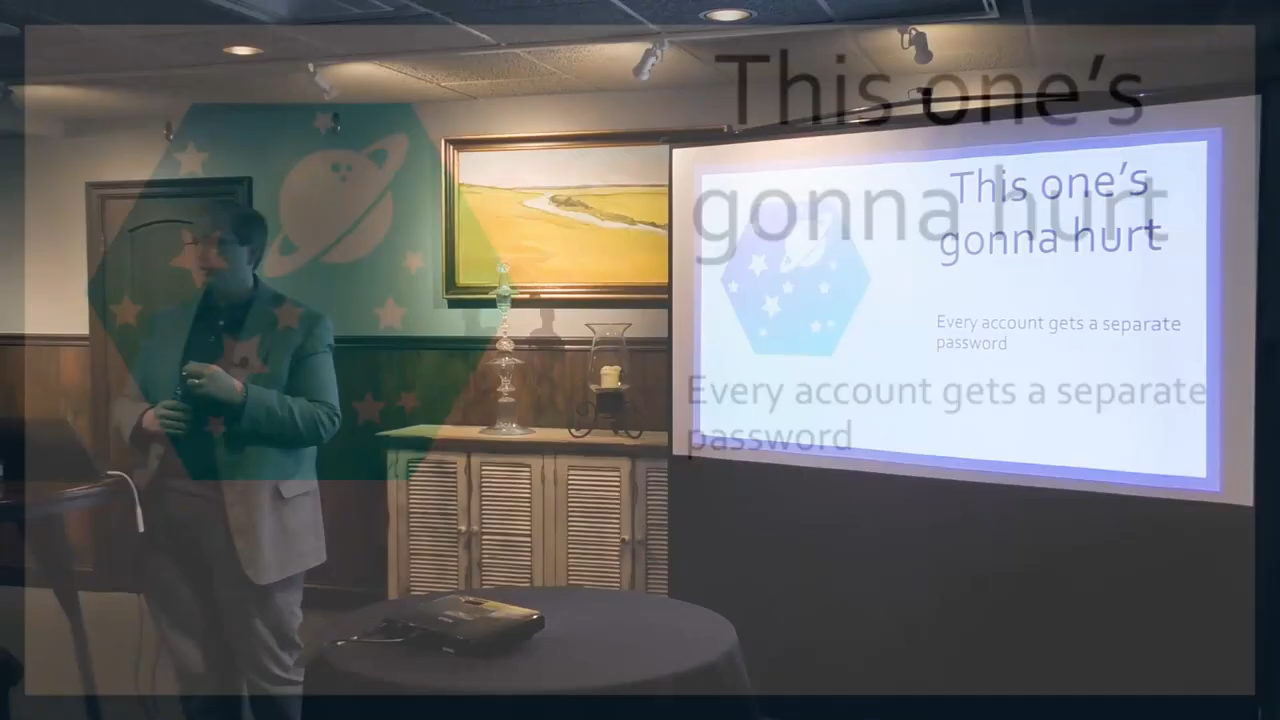 This one's
gonna hurt
Every account gets a separate
password
This one's
gonna hurt
Every account gets a separate
password